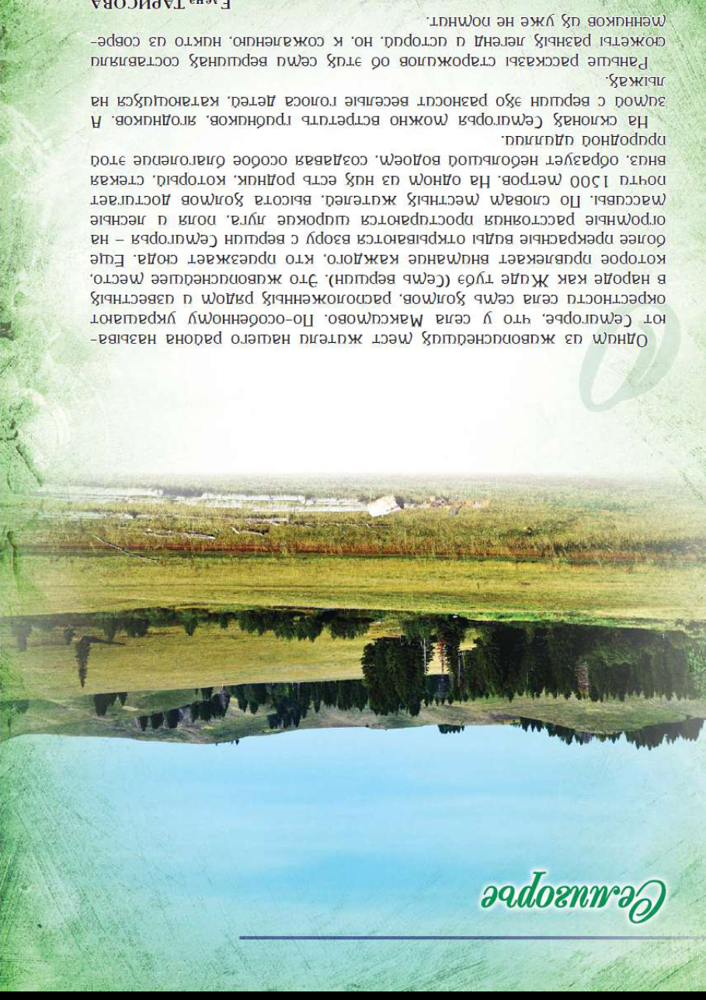 Семигорье
Одним из живописнейших мест жители нашего района называ-
ют Семигорье, что у села Максимово. По-особенному украшают
окрестности села семь холмов, расположенных рядом и известных
в народе как Жиде түбә (Семь вершин). Это живописнейшее место,
которое привлекает внимание каждого, кто приезжает сюда. Еще
более прекрасные виды открываются взору с вершин Семигорья – на
огромные расстояния простираются широкие луга, поля и лесные
массивы. По словам местных жителей, высота холмов достигает
почти 1500 метров. На одном из них есть родник, который, стекая
вниз, образует небольшой водоем, создавая особое благолепие этой
природной идиллии.
На склонах Семигорья можно встретить грибников, ягодников. А
зимой с вершин эхо разносит веселые голоса детей, катающихся на
лыжах.
Раньше рассказы старожилов об этих семи вершинах составляли
сюжеты разных легенд и историй, но, к сожалению, никто из совре-
менников их уже не помнит.
Елена ТАРИСОВА